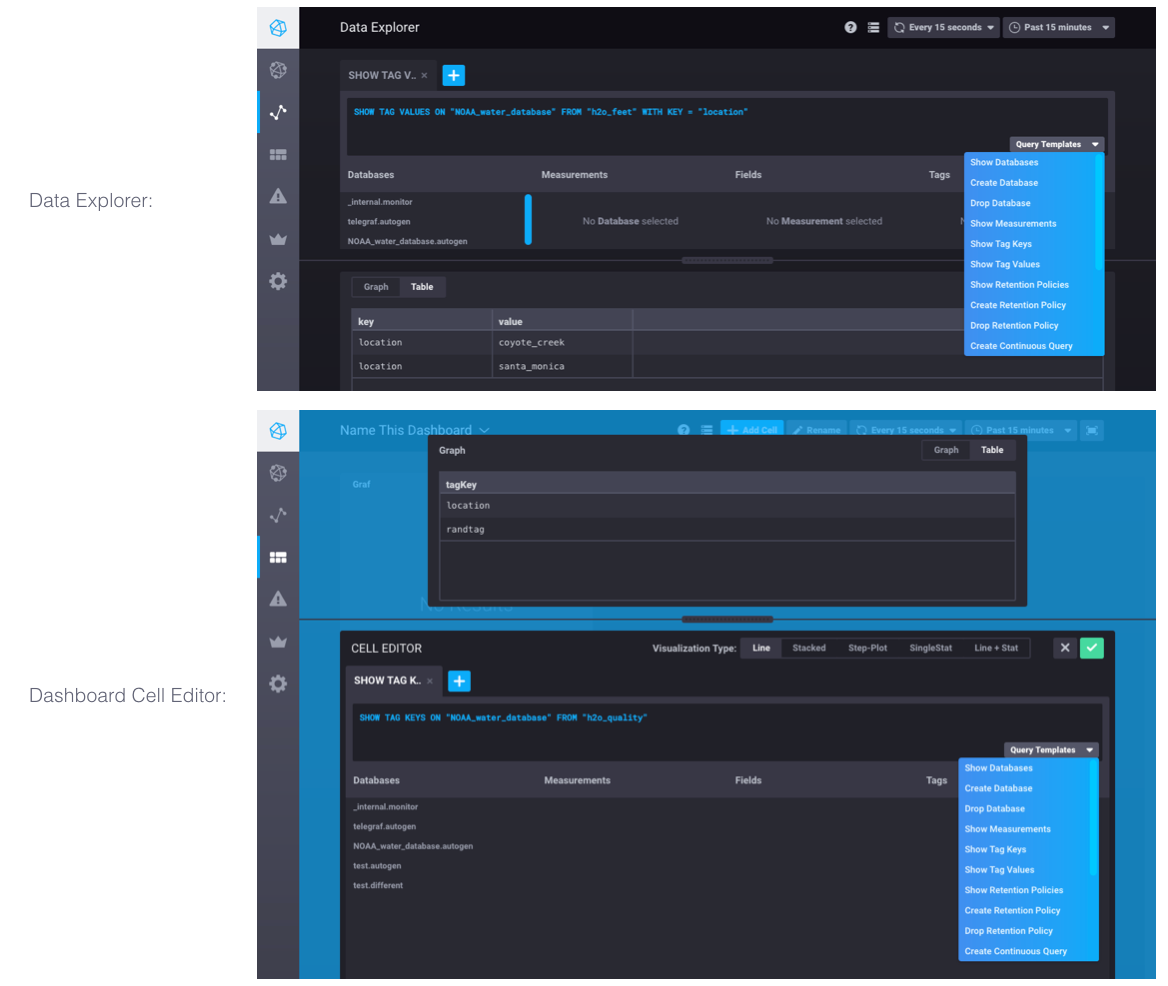 Data Explorer:
Data Explorer
Every 15 seconds
Past 15 minutes
SHOW TAG V.. ×
SHOW TAG VALUES ON "NOAA_water_database" FROM "h2o_feet" WITH KEY = "location"
Query Templates
Databases Measurements Fields Tags
_internal.monitor
telegraf.autogen
NOAA_water_database.autogen
No Database selected
No Measurement selected
N
Show Databases
Create Database
Drop Database
Show Measurements
Show Tag Keys
Show Tag Values
Show Retention Policies
Create Retention Policy
Drop Retention Policy
Create Continuous Query
Graph Table
key value
location coyote_creek
location santa_monica
Dashboard Cell Editor:
Name This Dashboard
Add Cell
Rename
Every 15 seconds
Past 15 minutes
Graf
Graph
Graph Table
tagKey
location
randtag
No Results
CELL EDITOR
Visualization Type: Line Stacked Step-Plot SingleStat Line + Stat
SHOW TAG K.. ×
SHOW TAG KEYS ON "NOAA_water_database" FROM "h2o_quality"
Query Templates
Databases Measurements Fields Tags
_internal.monitor
telegraf.autogen
NOAA_water_database.autogen
test.autogen
test.different
Show Databases
Create Database
Drop Database
Show Measurements
Show Tag Keys
Show Tag Values
Show Retention Policies
Create Retention Policy
Drop Retention Policy
Create Continuous Query